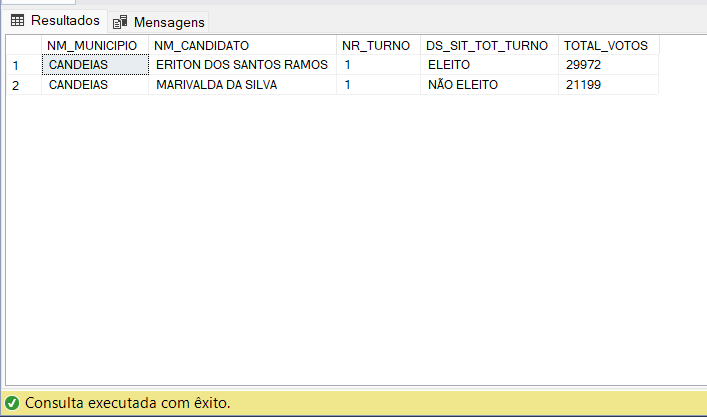 Resultados Mensagens
NM_MUNICIPIO NM_CANDIDATO NR_TURNO DS_SIT_TOT_TURNO TOTAL_VOTOS
1 CANDEIAS ERITON DOS SANTOS RAMOS 1 ELEITO 29972
2 CANDEIAS MARIVALDA DA SILVA 1 NÃO ELEITO 21199
Consulta executada com êxito.